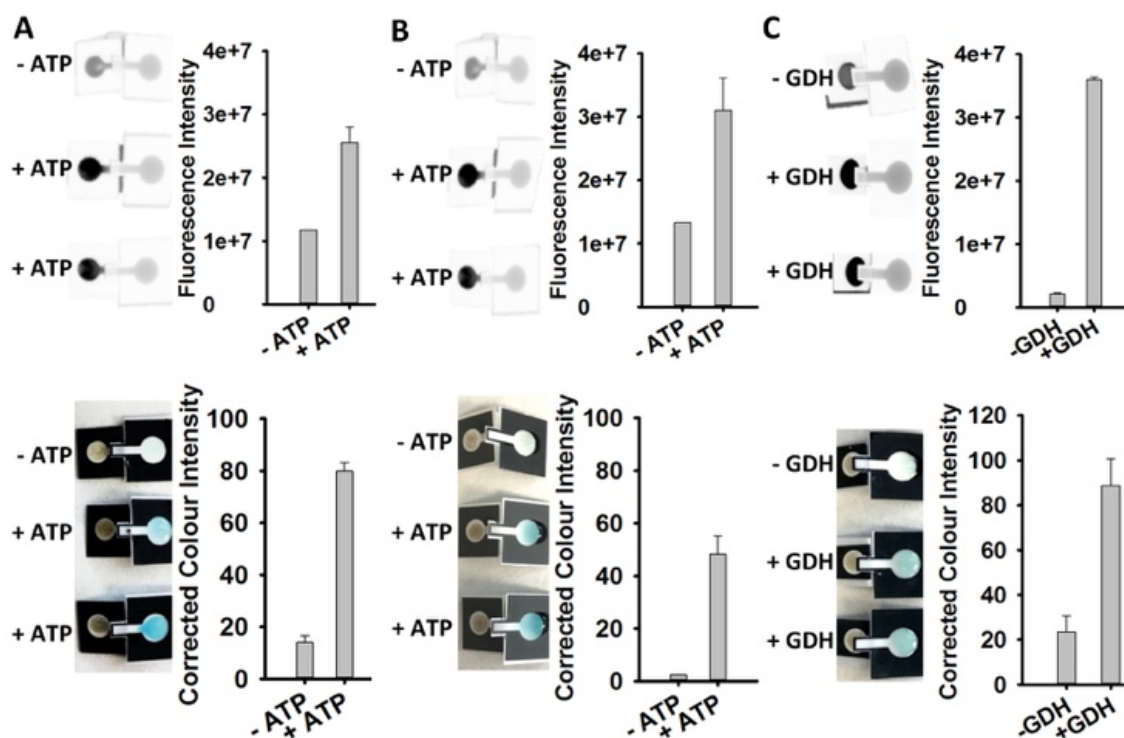 A
- ATP
+ ATP
+ ATP
Fluorescence Intensity
4e+7
3e+7
2e+7
1e+7
0
- ATP
+ ATP
B
- ATP
+ ATP
+ ATP
Fluorescence Intensity
4e+7
3e+7
2e+7
1e+7
0
- ATP
+ ATP
C
- GDH
+ GDH
+ GDH
Fluorescence Intensity
4e+7
3e+7
2e+7
1e+7
0
-GDH
+GDH
- ATP
+ ATP
+ ATP
Corrected Colour Intensity
100
80
60
40
20
0
- ATP
+ ATP
- ATP
+ ATP
+ ATP
Corrected Colour Intensity
100
80
60
40
20
0
- ATP
+ ATP
- GDH
+ GDH
+ GDH
Corrected Colour Intensity
120
100
80
60
40
20
0
-GDH
+GDH